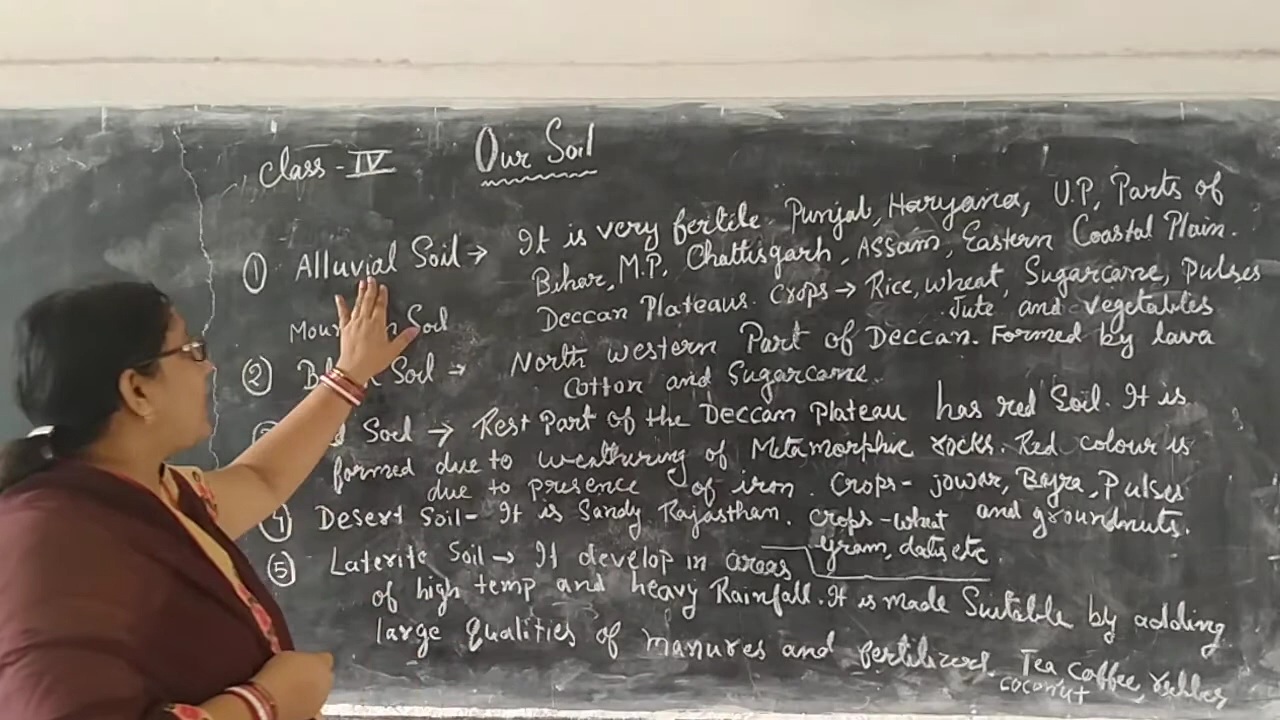 Class - IV Our Soil
① Alluvial Soil → It is very fertile. Punjab, Haryana, U.P, Parts of
Bihar, M.P, Chattisgarh, Assam, Eastern Coastal Plain.
Deccan Plateaus. Crops → Rice, wheat, Sugarcane, Pulses
Jute and vegetables
Soil
② Soil → North western Part of Deccan. Formed by lava
Cotton and Sugarcane.
Soil → Rest Part of the Deccan Plateau has red Soil. It is
formed due to weathering of Metamorphic rocks. Red colour is
due to presence of iron. Crops - jowar, Bajra, Pulses
and groundnuts.
④ Desert Soil - It is Sandy Rajasthan. Crops - wheat
gram, dates etc.
⑤ Laterite Soil → It develop in areas
of high temp and heavy Rainfall. It is made Suitable by adding
large qualities of manures and fertilizers. Tea Coffee,
coconut